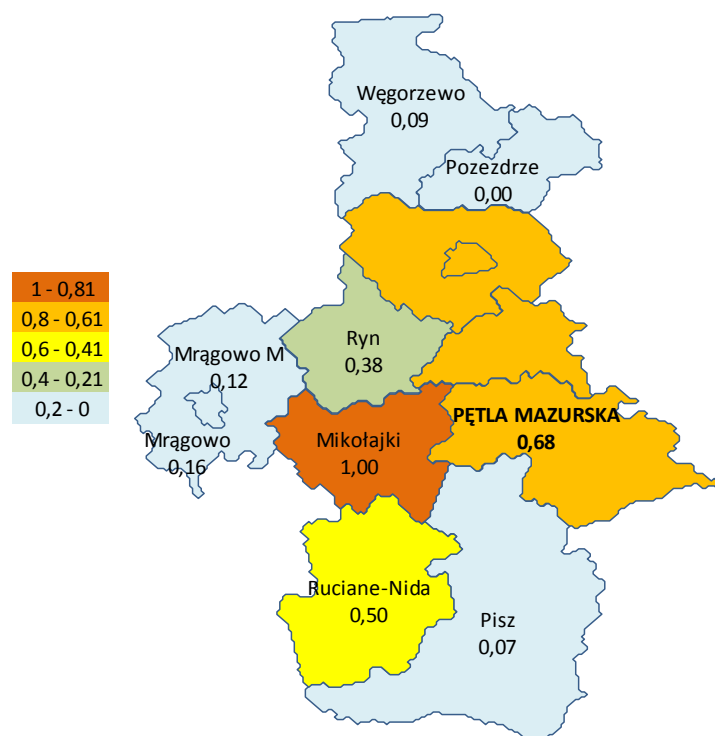 Węgorzewo
0,09
Pozezdrze
0,00
1 - 0,81
0,8 - 0,61
0,6 - 0,41
0,4 - 0,21
0,2 - 0
Ryn
0,38
Mrągowo M
0,12
Mrągowo
0,16
Mikołajki
1,00
PĘTLA MAZURSKA
0,68
Ruciane-Nida
0,50
Pisz
0,07